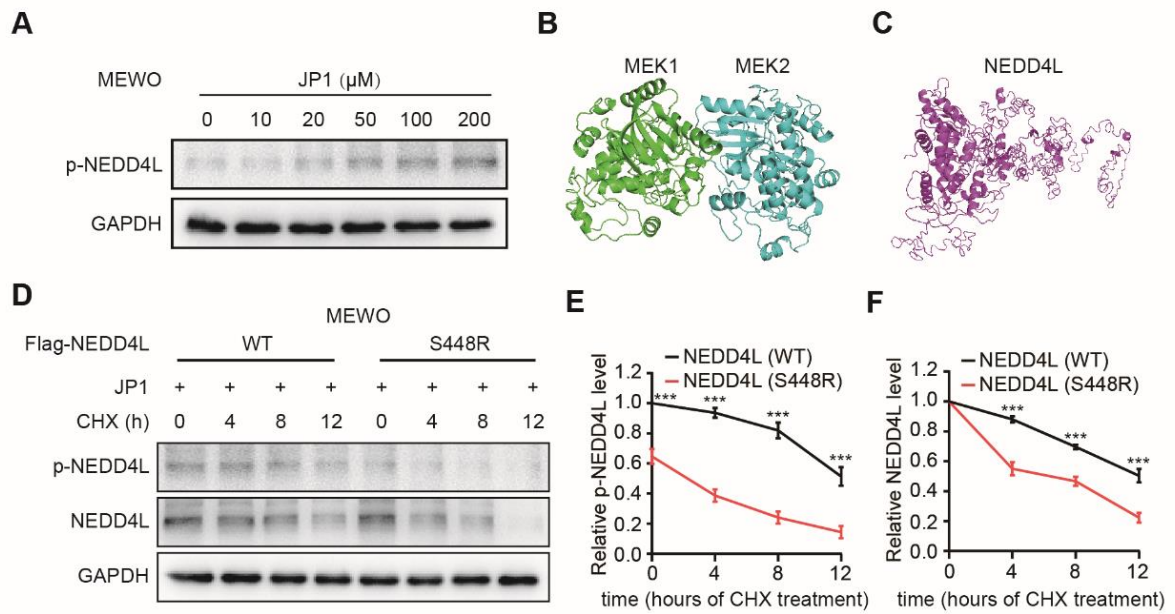 A
MEWO
JP1 (μM)
0 10 20 50 100 200
p-NEDD4L
GAPDH
B
MEK1 MEK2
C
NEDD4L
D
MEWO
Flag-NEDD4L WT S448R
JP1 + + + + + + + +
CHX (h) 0 4 8 12 0 4 8 12
p-NEDD4L
NEDD4L
GAPDH
E
NEDD4L (WT)
NEDD4L (S448R)
Relative p-NEDD4L level
1.0
0.8
0.6
0.4
0.2
0.0
*** *** *** ***
0 4 8 12
time (hours of CHX treatment)
F
NEDD4L (WT)
NEDD4L (S448R)
Relative NEDD4L level
1.0
0.8
0.6
0.4
0.2
0.0
*** *** ***
0 4 8 12
time (hours of CHX treatment)